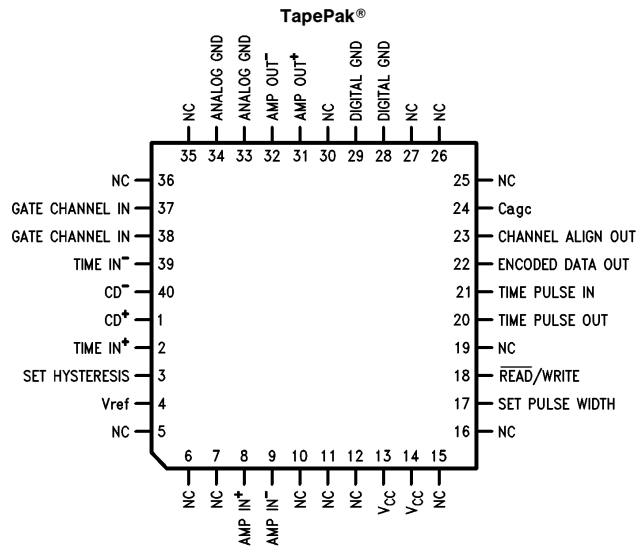 TapePak®
NC
ANALOG GND
ANALOG GND
AMP OUT⁻
AMP OUT⁺
NC
DIGITAL GND
DIGITAL GND
NC
NC
35 34 33 32 31 30 29 28 27 26
NC 36
GATE CHANNEL IN 37
GATE CHANNEL IN 38
TIME IN⁻ 39
CD⁻ 40
CD⁺ 1
TIME IN⁺ 2
SET HYSTERESIS 3
Vref 4
NC 5
25 NC
24 Cagc
23 CHANNEL ALIGN OUT
22 ENCODED DATA OUT
21 TIME PULSE IN
20 TIME PULSE OUT
19 NC
18 READ/WRITE
17 SET PULSE WIDTH
16 NC
6 7 8 9 10 11 12 13 14 15
NC
NC
AMP IN⁺
AMP IN⁻
NC
NC
NC
VCC
VCC
NC